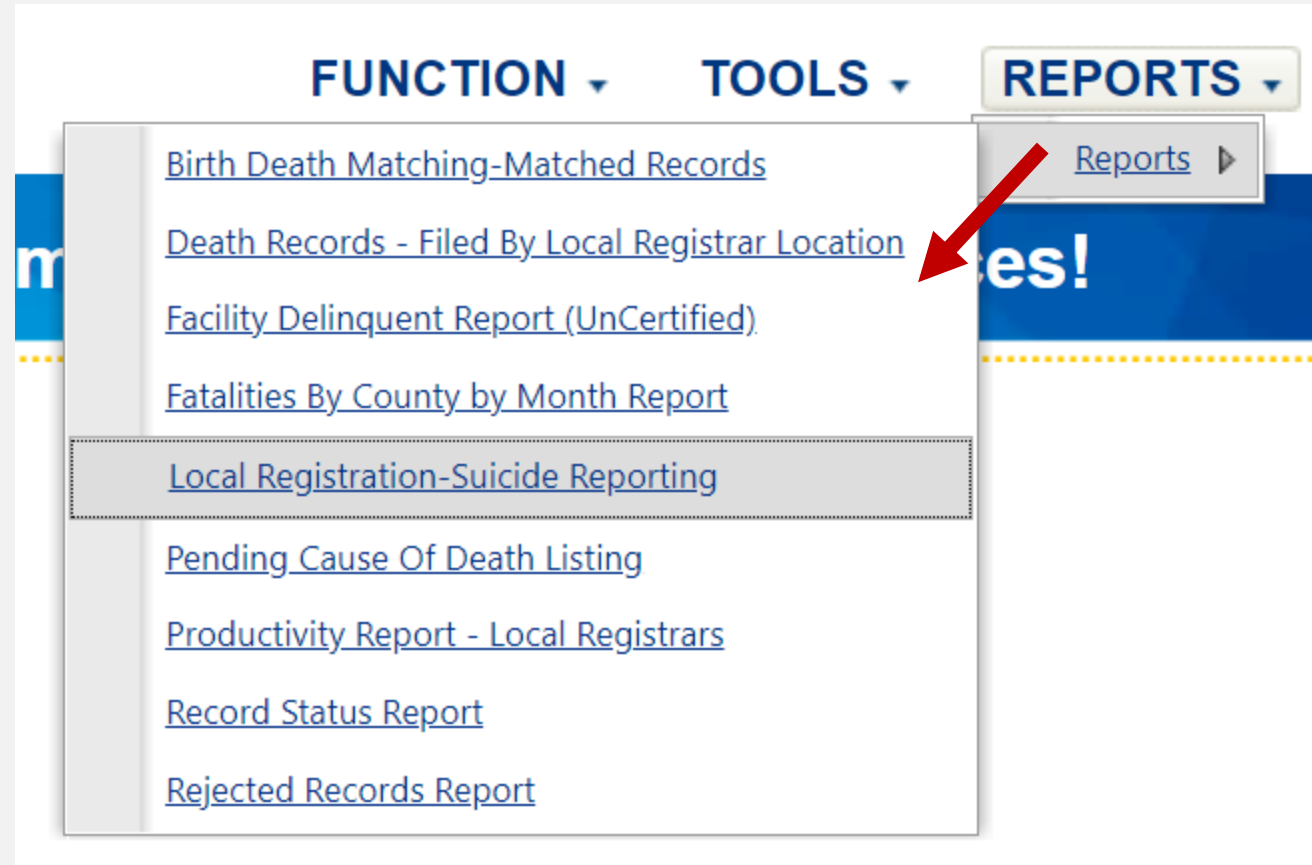 FUNCTION TOOLS REPORTS
Reports
Birth Death Matching-Matched Records
Death Records - Filed By Local Registrar Location
m ces!
Facility Delinquent Report (UnCertified)
Fatalities By County by Month Report
Local Registration-Suicide Reporting
Pending Cause Of Death Listing
Productivity Report - Local Registrars
Record Status Report
Rejected Records Report